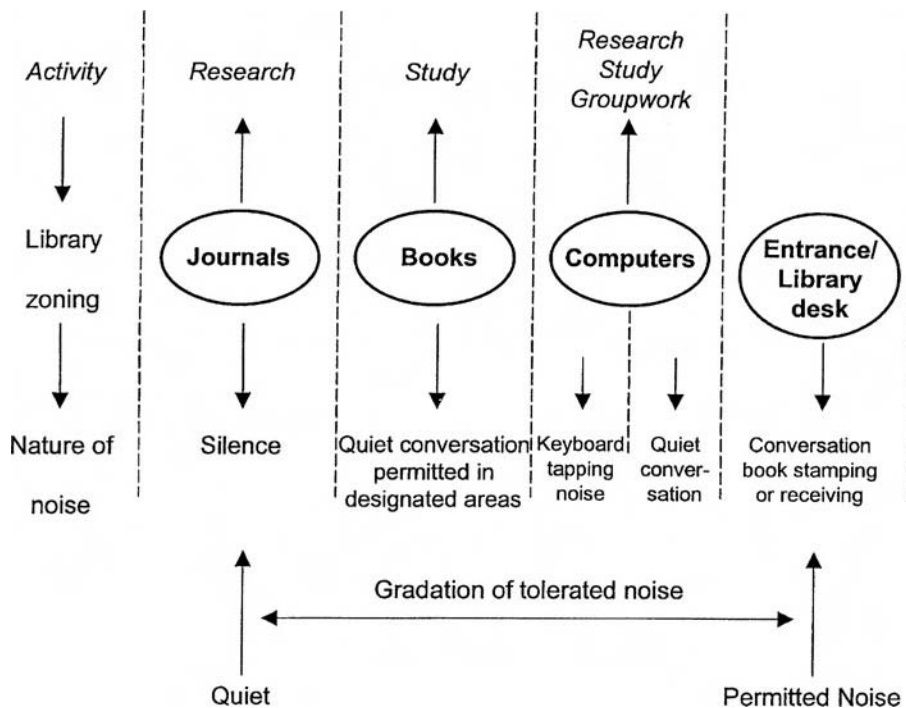 Activity
Research
Study
Research
Study
Groupwork
Library
zoning
Journals
Books
Computers
Entrance/
Library
desk
Nature of
noise
Silence
Quiet conversation
permitted in
designated areas
Keyboard
tapping
noise
Quiet
conver-
sation
Conversation
book stamping
or receiving
Gradation of tolerated noise
Quiet
Permitted Noise